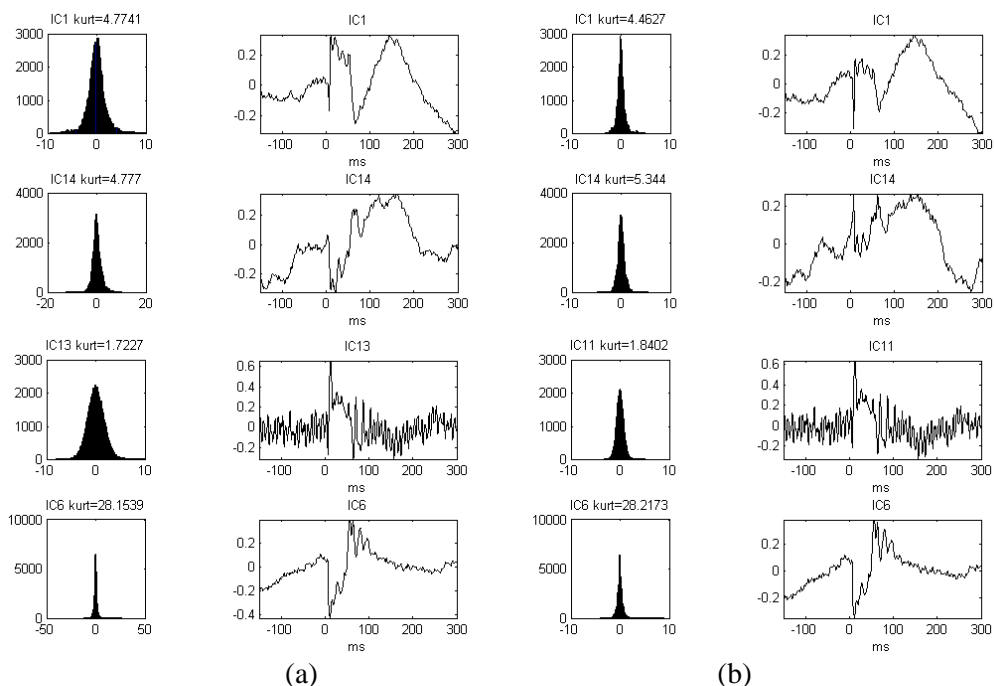 IC1 kurt=4.7741
3000
2000
1000
0
-10 0 10
IC1
0.2
0
-0.2
-100 0 100 200 300
ms
IC1 kurt=4.4627
3000
2000
1000
0
-10 0 10
IC1
0.2
0
-0.2
-100 0 100 200 300
ms
IC14 kurt=4.777
4000
2000
0
-20 0 20
IC14
0.2
0
-0.2
-100 0 100 200 300
ms
IC14 kurt=5.344
4000
2000
0
-10 0 10
IC14
0.2
0
-0.2
-100 0 100 200 300
ms
IC13 kurt=1.7227
3000
2000
1000
0
-10 0 10
IC13
0.6
0.4
0.2
0
-0.2
-100 0 100 200 300
ms
IC11 kurt=1.8402
3000
2000
1000
0
-10 0 10
IC11
0.6
0.4
0.2
0
-0.2
-100 0 100 200 300
ms
IC6 kurt=28.1539
10000
5000
0
-50 0 50
IC6
0.2
0
-0.2
-0.4
-100 0 100 200 300
ms
IC6 kurt=28.2173
10000
5000
0
-10 0 10
IC6
0.2
0
-0.2
-100 0 100 200 300
ms
(a) (b)